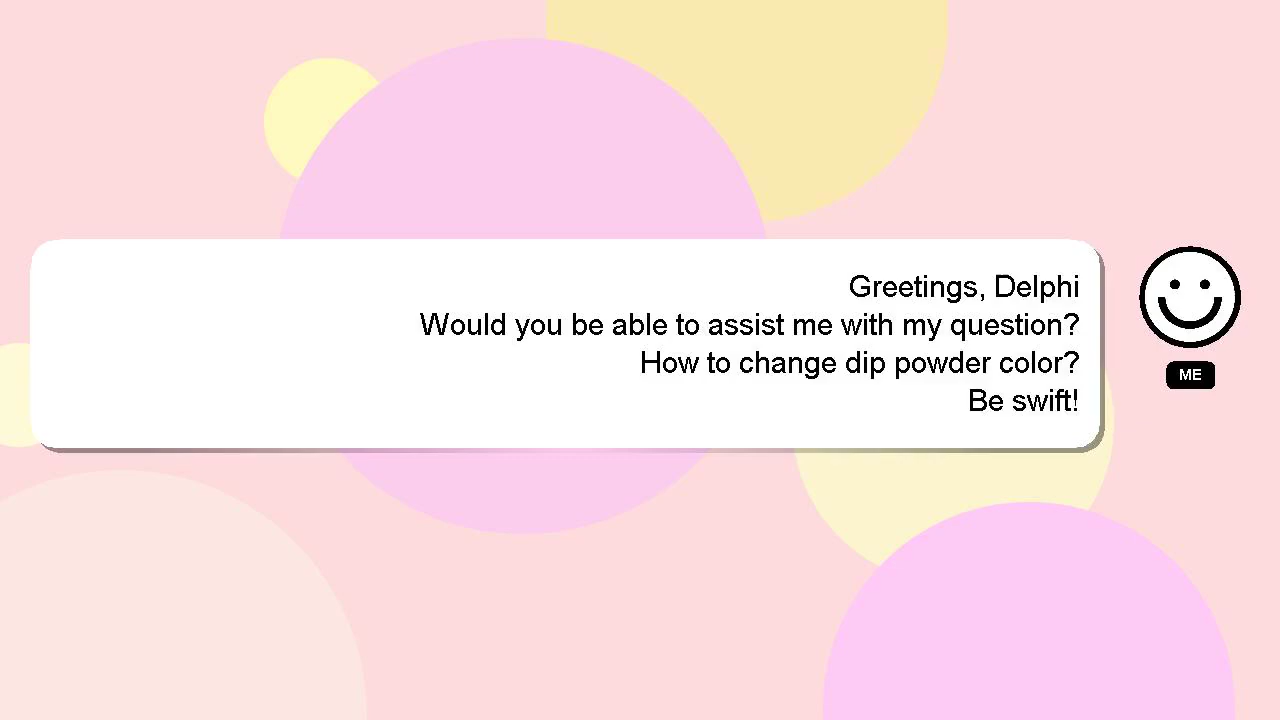 Greetings, Delphi
Would you be able to assist me with my question?
How to change dip powder color?
Be swift!
ME